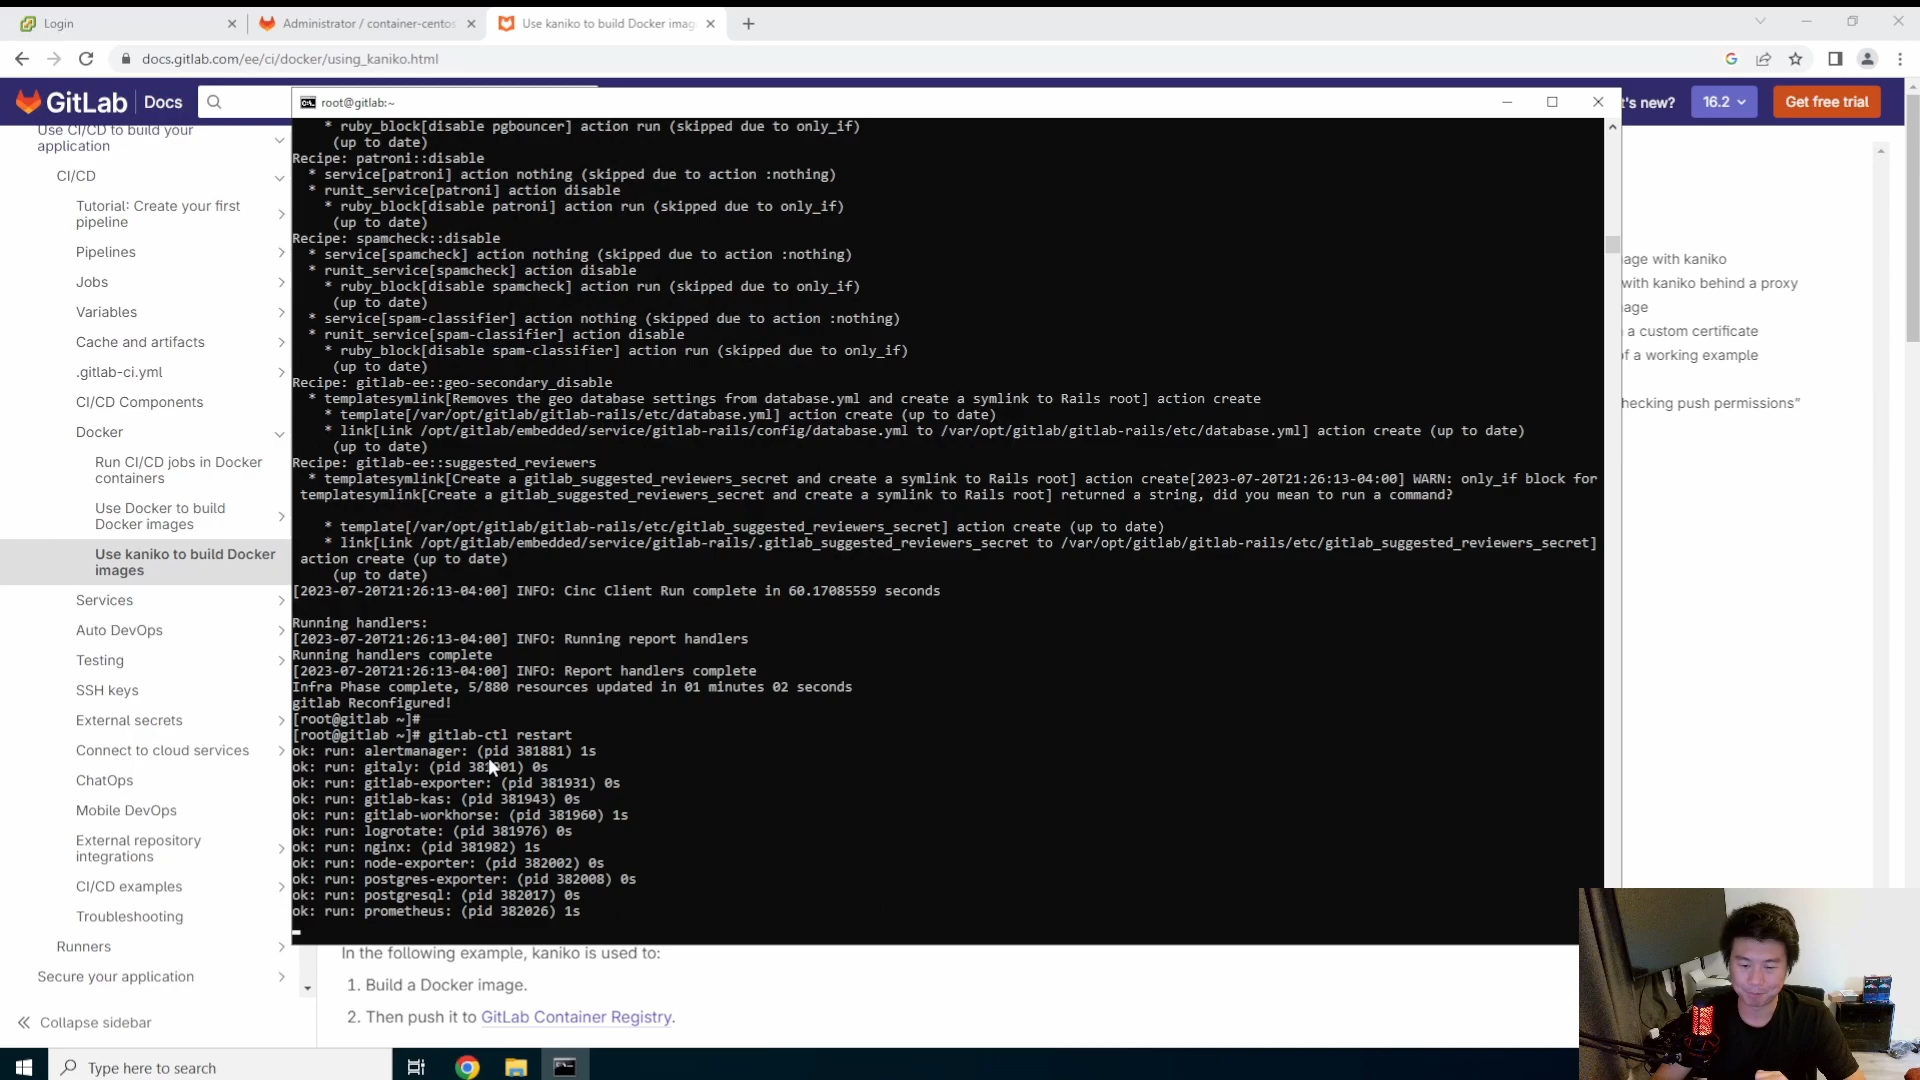 Login
Administrator / container-centos
Use kaniko to build Docker imag
docs.gitlab.com/ee/ci/docker/using_kaniko.html
GitLab Docs
t's new?
16.2
Get free trial
Use CI/CD to build your
application
CI/CD
Tutorial: Create your first
pipeline
Pipelines
Jobs
Variables
Cache and artifacts
.gitlab-ci.yml
CI/CD Components
Docker
Run CI/CD jobs in Docker
containers
Use Docker to build
Docker images
Use kaniko to build Docker
images
Services
Auto DevOps
Testing
SSH keys
External secrets
Connect to cloud services
ChatOps
Mobile DevOps
External repository
integrations
CI/CD examples
Troubleshooting
Runners
Secure your application
Collapse sidebar
root@gitlab:~
* ruby_block[disable pgbouncer] action run (skipped due to only_if)
(up to date)
Recipe: patroni::disable
* service[patroni] action nothing (skipped due to action :nothing)
* runit_service[patroni] action disable
* ruby_block[disable patroni] action run (skipped due to only_if)
(up to date)
Recipe: spamcheck::disable
* service[spamcheck] action nothing (skipped due to action :nothing)
* runit_service[spamcheck] action disable
* ruby_block[disable spamcheck] action run (skipped due to only_if)
(up to date)
* service[spam-classifier] action nothing (skipped due to action :nothing)
* runit_service[spam-classifier] action disable
* ruby_block[disable spam-classifier] action run (skipped due to only_if)
(up to date)
Recipe: gitlab-ee::geo-secondary_disable
* templatesymlink[Removes the geo database settings from database.yml and create a symlink to Rails root] action create
* template[/var/opt/gitlab/gitlab-rails/etc/database.yml] action create (up to date)
* link[Link /opt/gitlab/embedded/service/gitlab-rails/config/database.yml to /var/opt/gitlab/gitlab-rails/etc/database.yml] action create (up to date)
(up to date)
Recipe: gitlab-ee::suggested_reviewers
* templatesymlink[Create a gitlab_suggested_reviewers_secret and create a symlink to Rails root] action create[2023-07-20T21:26:13-04:00] WARN: only_if block for
templatesymlink[Create a gitlab_suggested_reviewers_secret and create a symlink to Rails root] returned a string, did you mean to run a command?
* template[/var/opt/gitlab/gitlab-rails/etc/gitlab_suggested_reviewers_secret] action create (up to date)
* link[Link /opt/gitlab/embedded/service/gitlab-rails/.gitlab_suggested_reviewers_secret to /var/opt/gitlab/gitlab-rails/etc/gitlab_suggested_reviewers_secret]
action create (up to date)
(up to date)
[2023-07-20T21:26:13-04:00] INFO: Cinc Client Run complete in 60.17085559 seconds
Running handlers:
[2023-07-20T21:26:13-04:00] INFO: Running report handlers
Running handlers complete
[2023-07-20T21:26:13-04:00] INFO: Report handlers complete
Infra Phase complete, 5/880 resources updated in 01 minutes 02 seconds
gitlab Reconfigured!
[root@gitlab ~]#
[root@gitlab ~]# gitlab-ctl restart
ok: run: alertmanager: (pid 381881) 1s
ok: run: gitaly: (pid 381901) 0s
ok: run: gitlab-exporter: (pid 381931) 0s
ok: run: gitlab-kas: (pid 381943) 0s
ok: run: gitlab-workhorse: (pid 381960) 1s
ok: run: logrotate: (pid 381976) 0s
ok: run: nginx: (pid 381982) 1s
ok: run: node-exporter: (pid 382002) 0s
ok: run: postgres-exporter: (pid 382008) 0s
ok: run: postgresql: (pid 382017) 0s
ok: run: prometheus: (pid 382026) 1s
age with kaniko
with kaniko behind a proxy
age
a custom certificate
of a working example
hecking push permissions"
In the following example, kaniko is used to:
1. Build a Docker image.
2. Then push it to GitLab Container Registry.
Type here to search